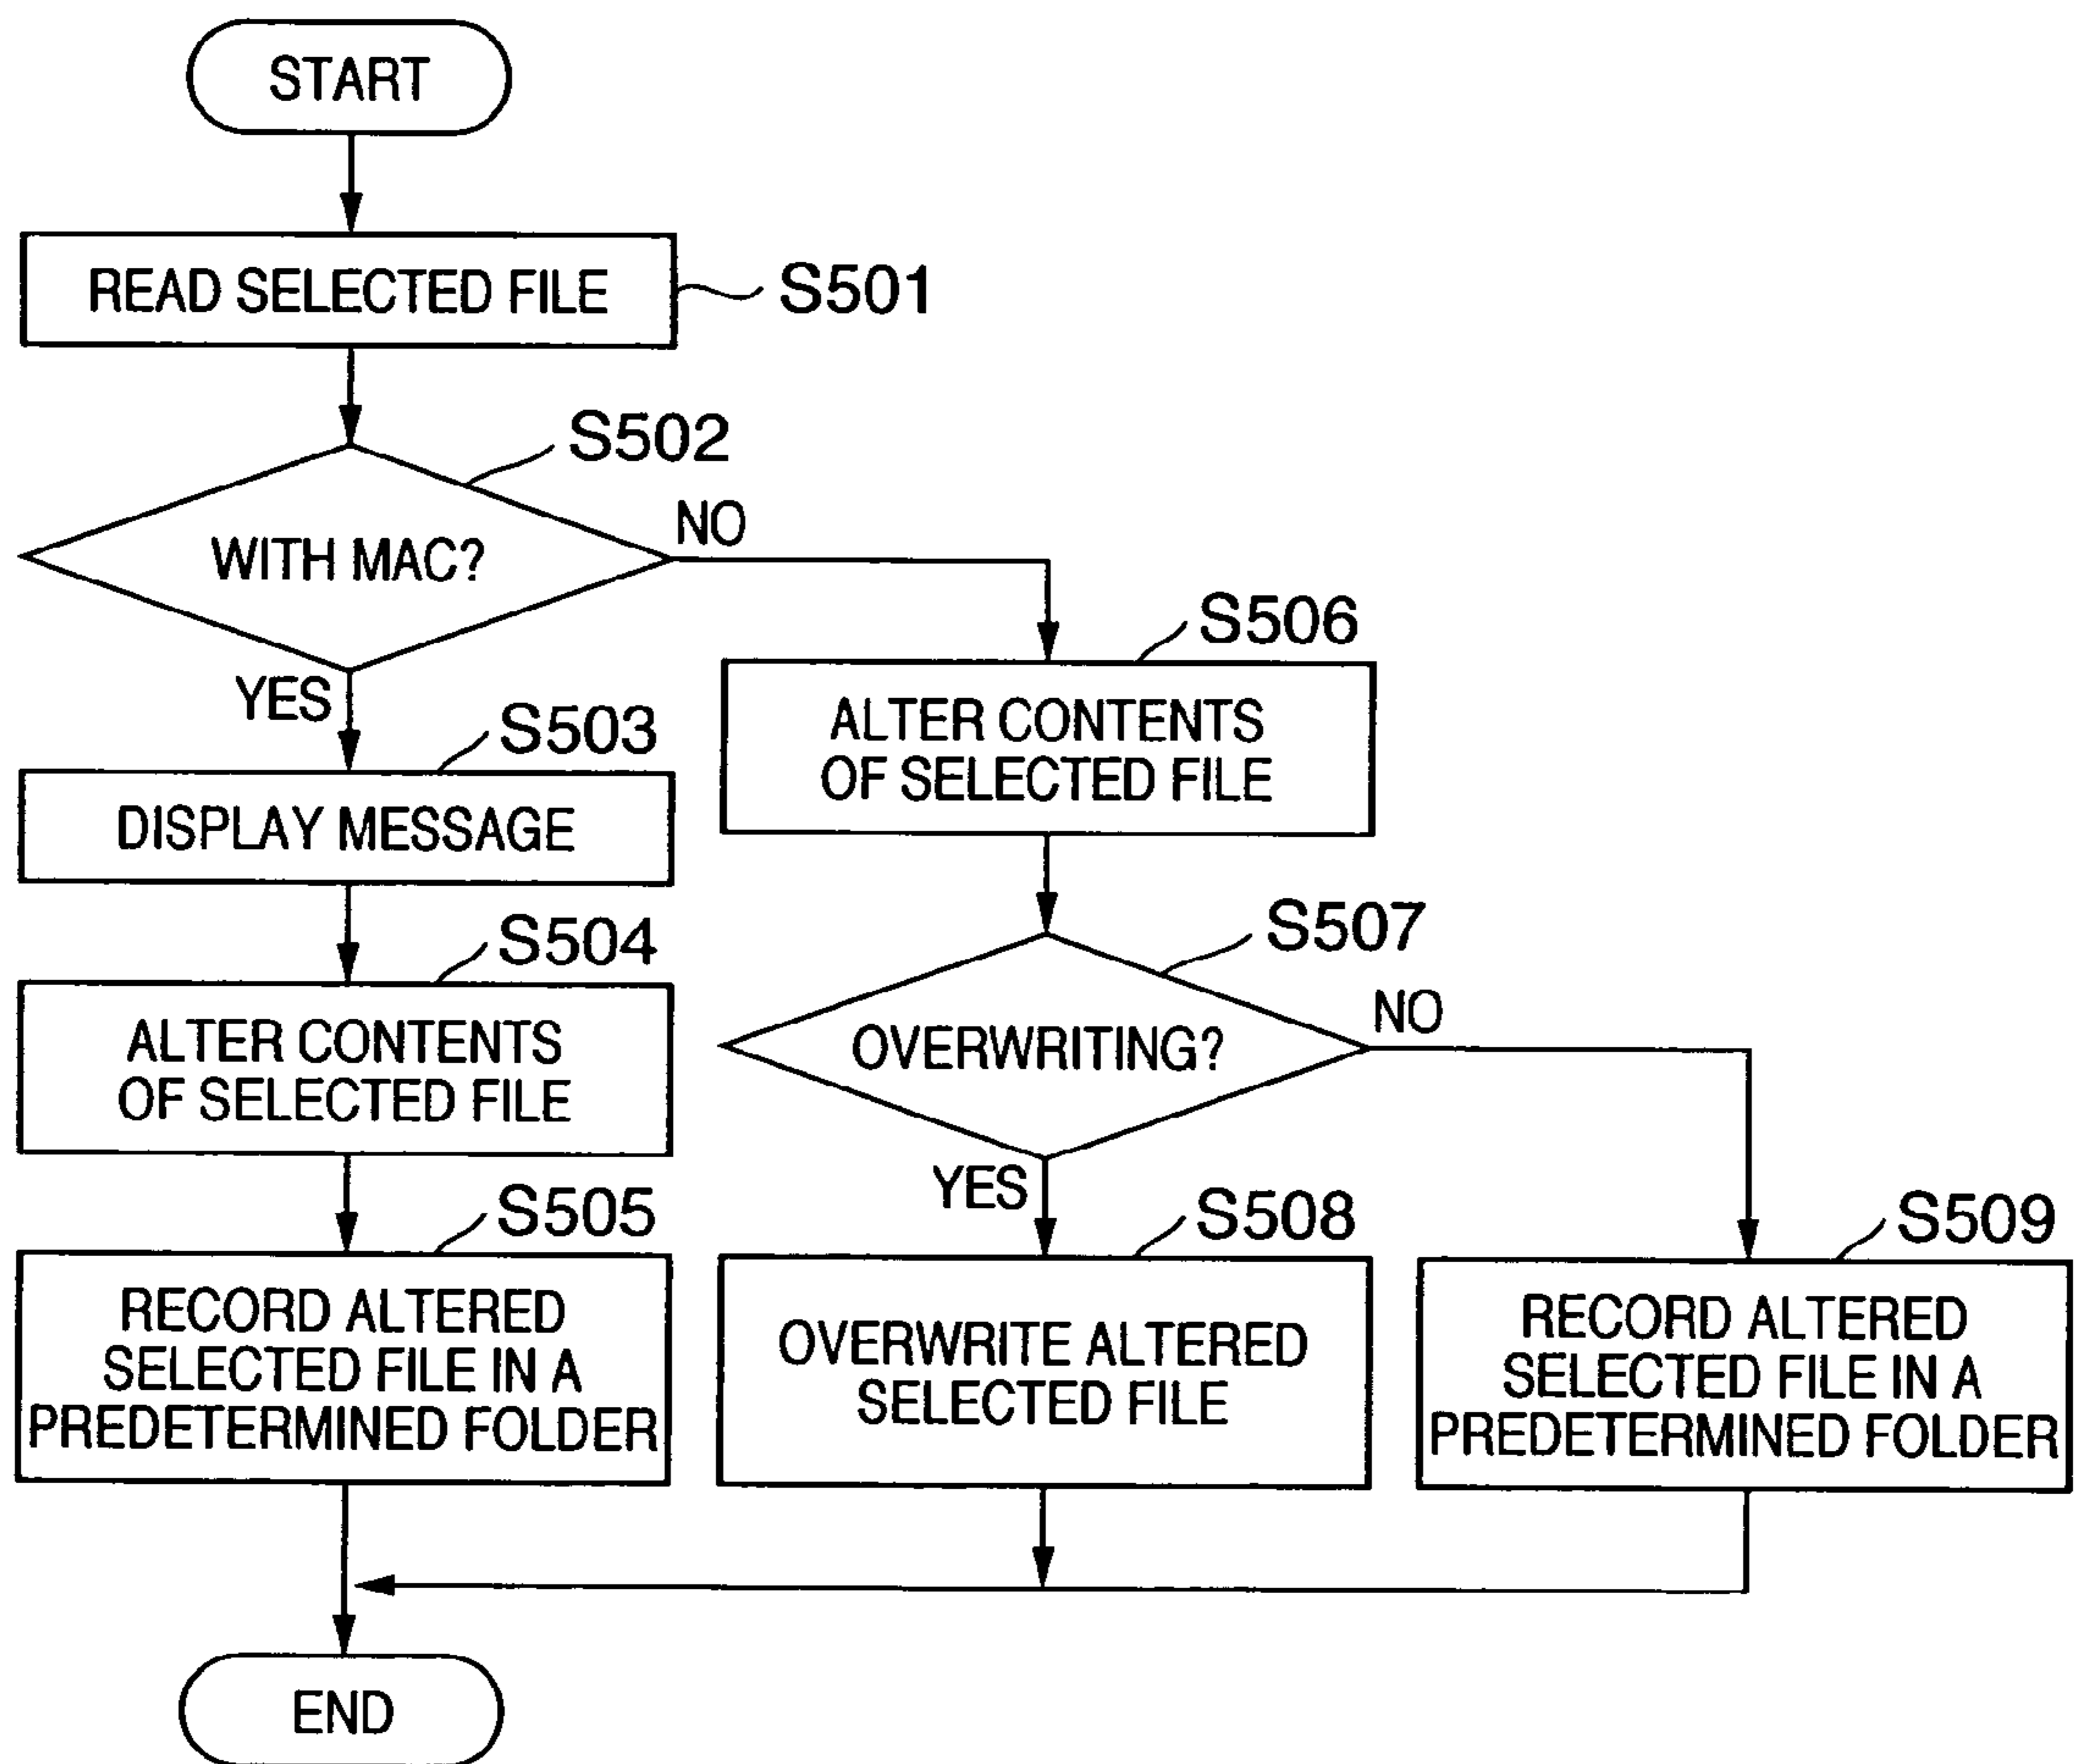 START
READ SELECTED FILE
S501
S502
WITH MAC?
NO
YES
S503
DISPLAY MESSAGE
S504
ALTER CONTENTS
OF SELECTED FILE
S505
RECORD ALTERED
SELECTED FILE IN A
PREDETERMINED FOLDER
S506
ALTER CONTENTS
OF SELECTED FILE
S507
OVERWRITING?
NO
YES
S508
OVERWRITE ALTERED
SELECTED FILE
S509
RECORD ALTERED
SELECTED FILE IN A
PREDETERMINED FOLDER
END